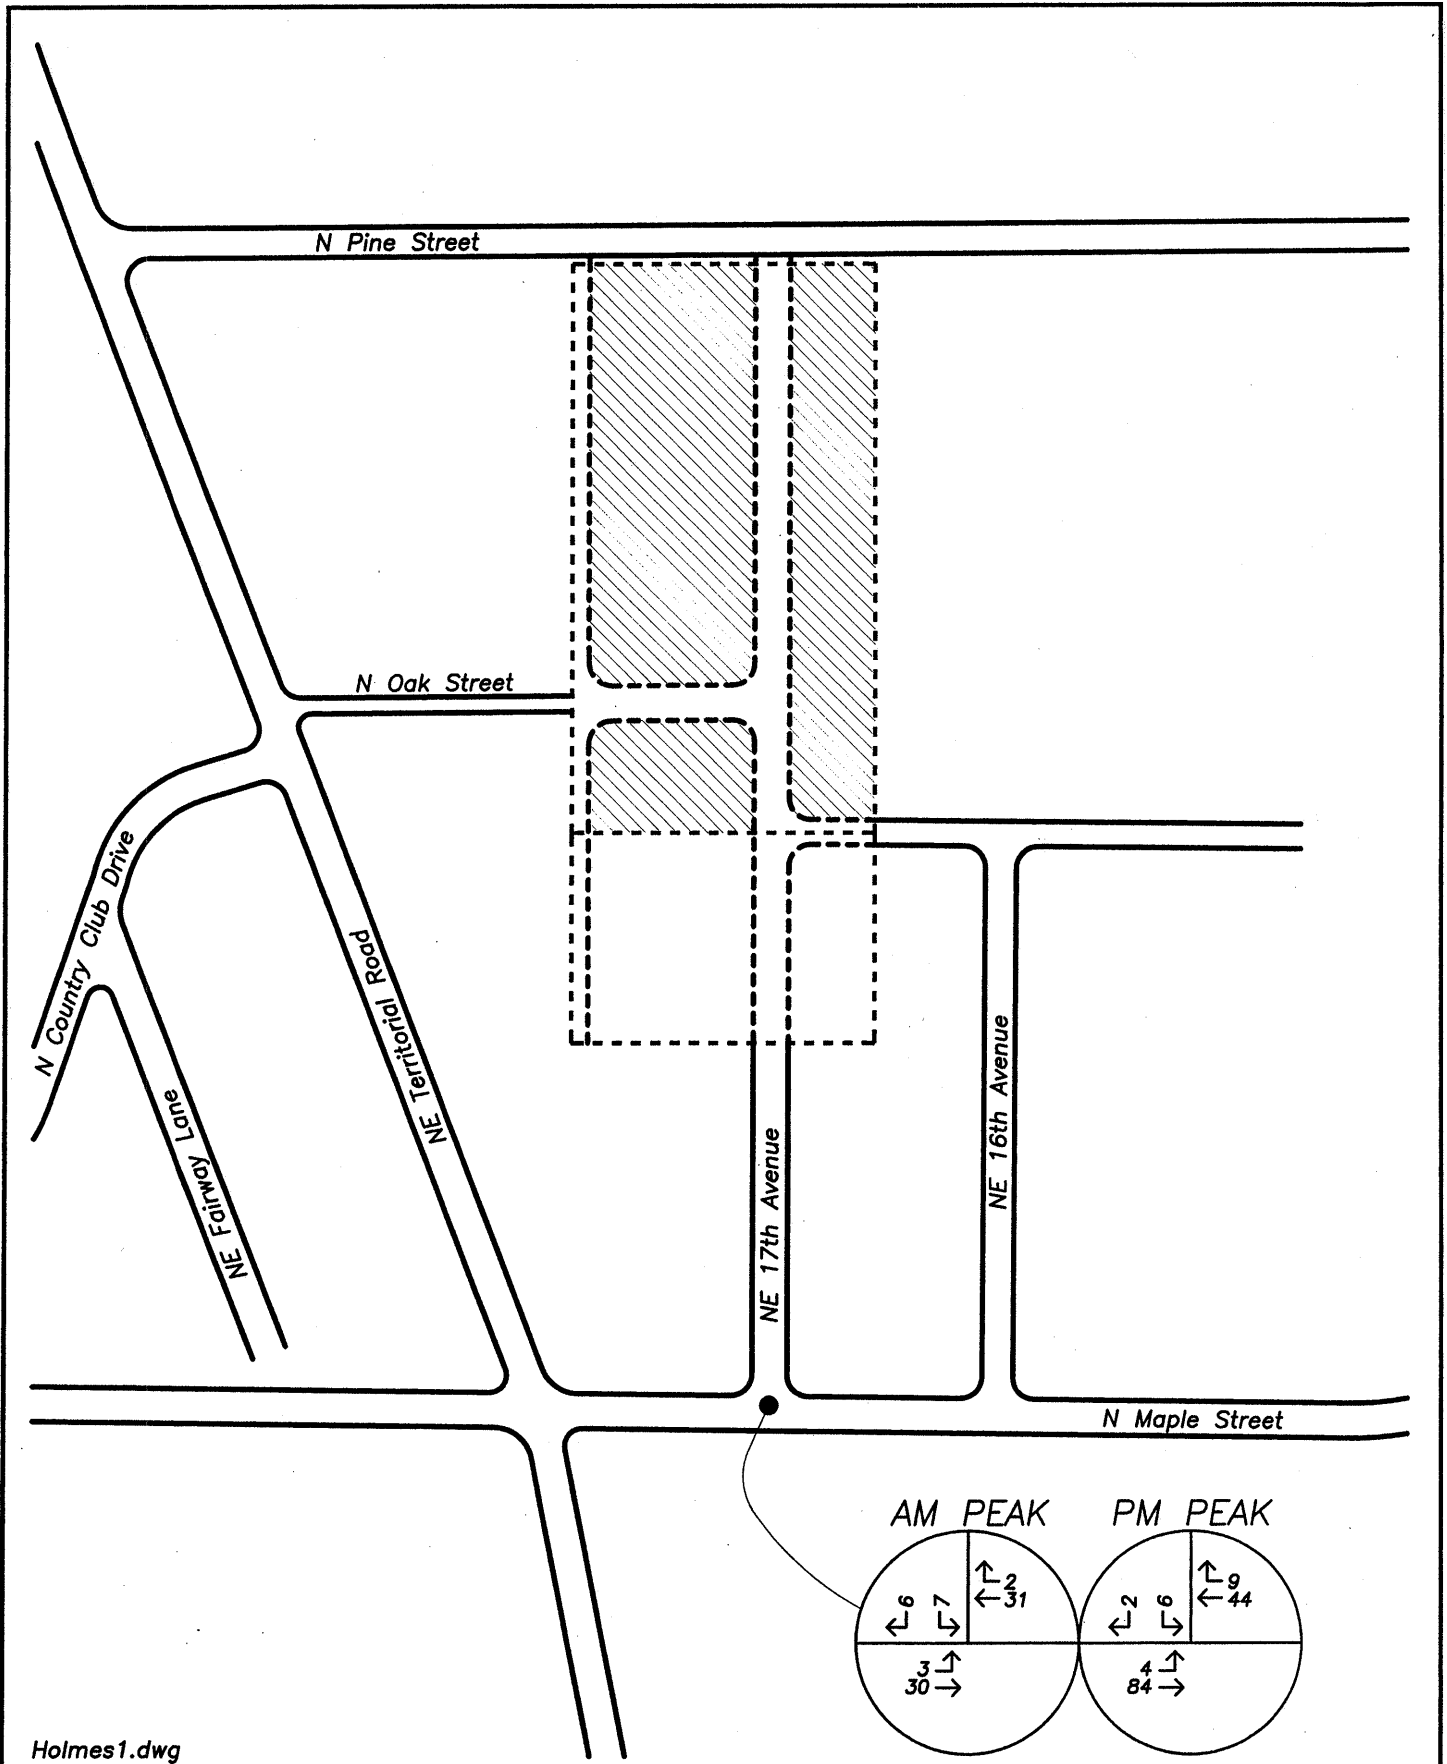 N Pine Street
N Oak Street
N Country Club Drive
NE Territorial Road
NE Fairway Lane
NE 17th Avenue
NE 16th Avenue
N Maple Street
AM PEAK
PM PEAK
6 7 2
31
3
30
2 6 9
44
4
84
Holmes1.dwg